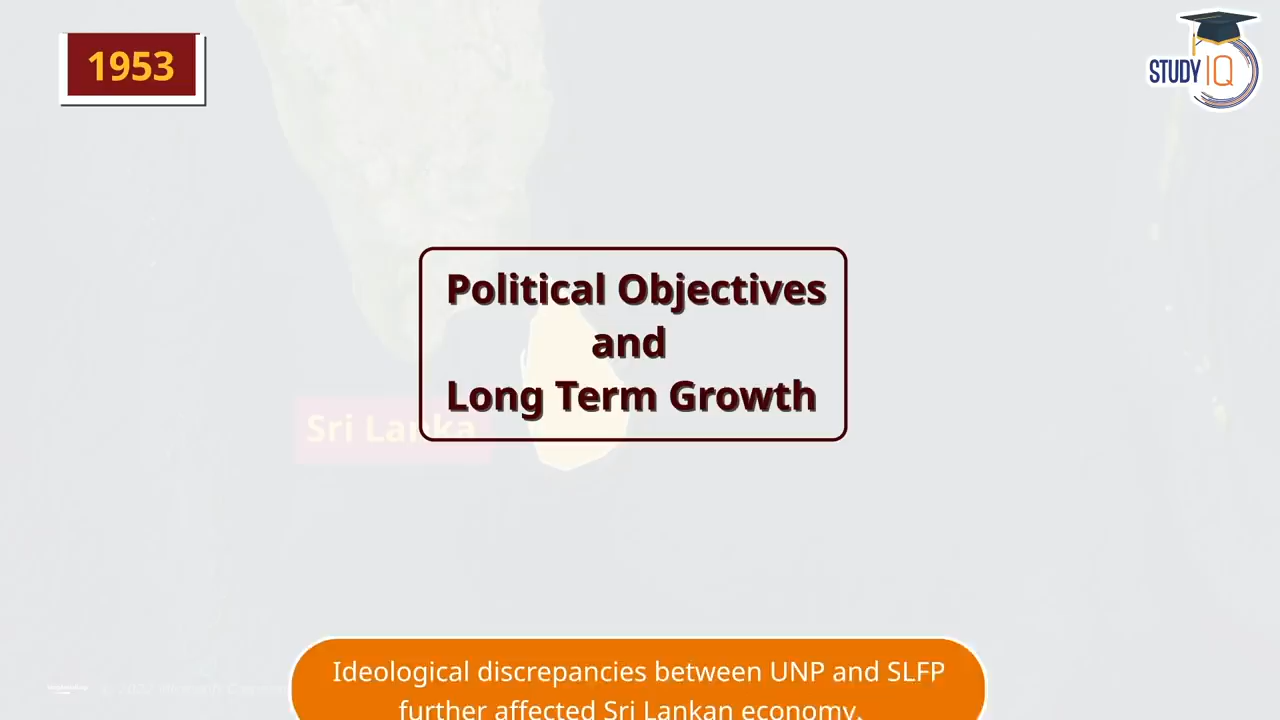 1953
STUDY IQ
Political Objectives
and
Long Term Growth
Sri Lanka
Ideological discrepancies between UNP and SLFP
further affected Sri Lankan economy.